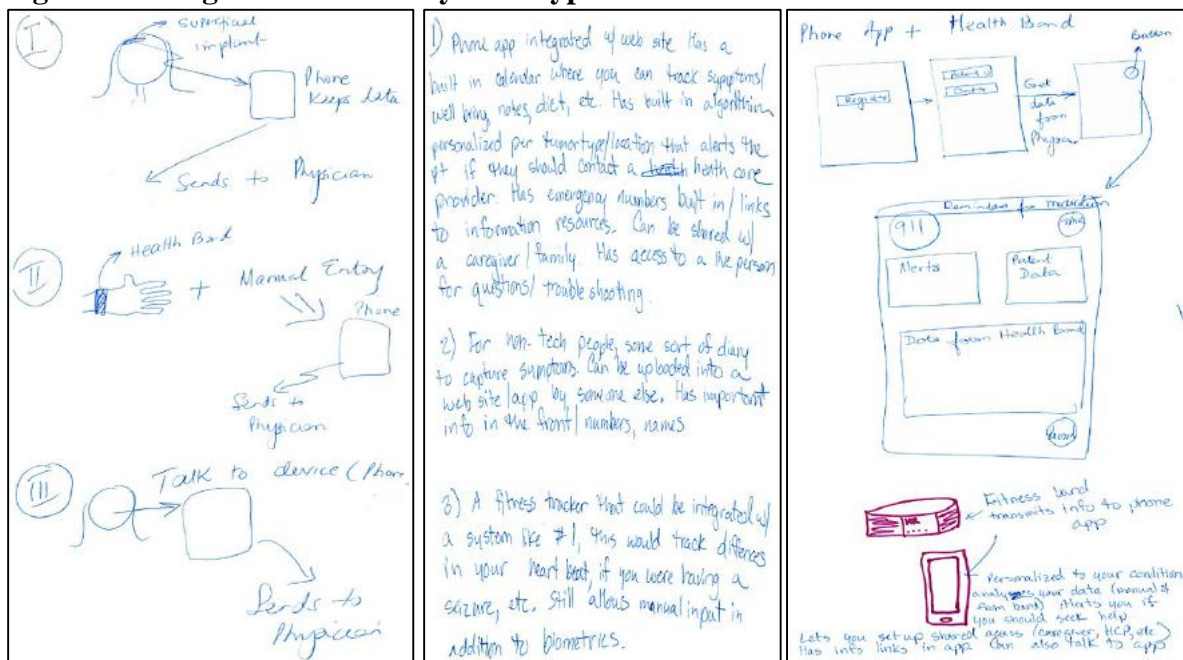 I
Superficial
implant
Phone
Keeps data
Sends to Physician
II
Health Band
+ Manual Entry
Phone
Sends to
Physician
III
Talk to device (Phone
Sends to
Physician
1) Phone app integrated w/ web site Has a
built in calendar where you can track symptoms/
well being, notes, diet, etc. Has built in algorithim
personalized per tumor type/location that alerts the
pt if they should contact a health care
provider. Has emergency numbers built in/links
to information resources. Can be shared w/
a caregiver/family. Has access to a live person
for questions/troubleshooting.
2) For non-tech people, some sort of diary
to capture symptoms. Can be uploaded into a
web site/app by someone else. Has important
info in the front/numbers, names
3) A fitness tracker that could be integrated w/
a system like #1, this would track diffences
in your heart beat, if you were having a
seizure, etc. Still allows manual input in
addition to biometrics.
Phone App + Health Band
Button
Register
Get
data
from
Physician
Reminders for medication
911
Alerts
Patient
Data
Data from Health Band
Fitness band
transmits info to phone
app
Personalized to your condition
analyzes your data (manual &
from band) Alerts you if
you should seek help
Lets you set up shared access (caregiver, HCP, etc)
Has info links in app Can also talk to app